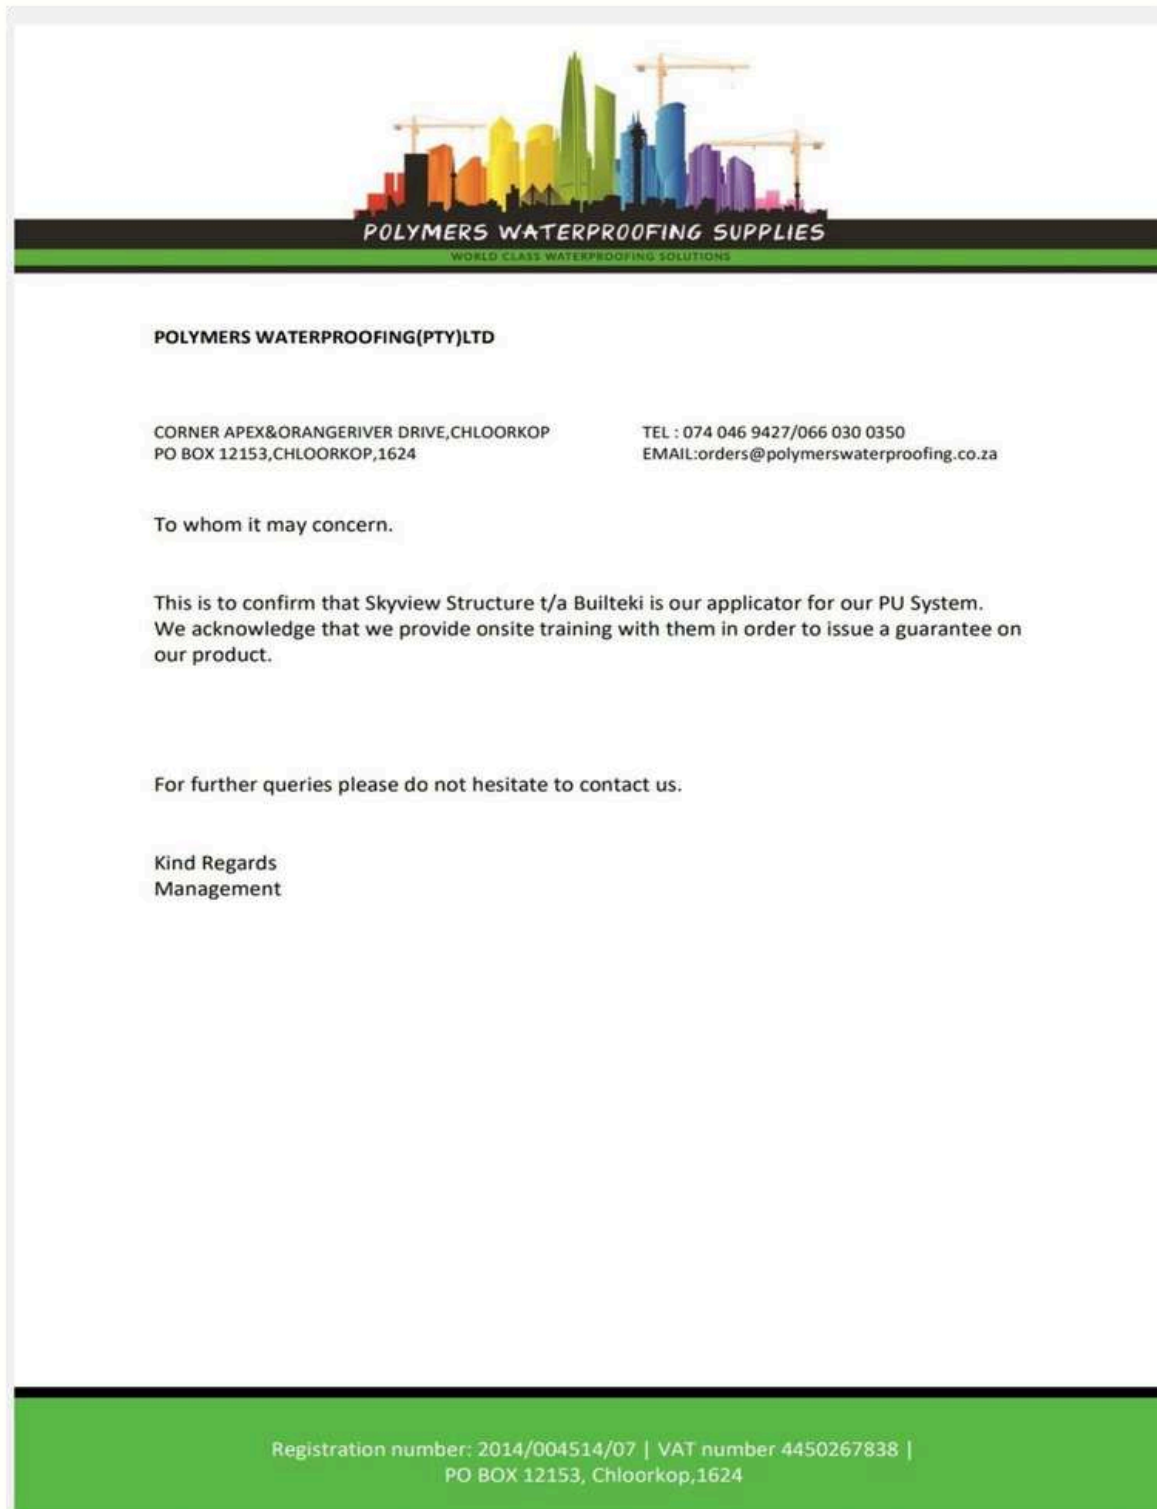 POLYMERS WATERPROOFING SUPPLIES
WORLD CLASS WATERPROOFING SOLUTIONS
POLYMERS WATERPROOFING(PTY)LTD
CORNER APEX&ORANGERIVER DRIVE,CHLOORKOP
PO BOX 12153,CHLOORKOP,1624
TEL : 074 046 9427/066 030 0350
EMAIL:orders@polymerswaterproofing.co.za
To whom it may concern.
This is to confirm that Skyview Structure t/a Builteki is our applicator for our PU System.
We acknowledge that we provide onsite training with them in order to issue a guarantee on
our product.
For further queries please do not hesitate to contact us.
Kind Regards
Management
Registration number: 2014/004514/07 | VAT number 4450267838 |
PO BOX 12153, Chloorkop,1624